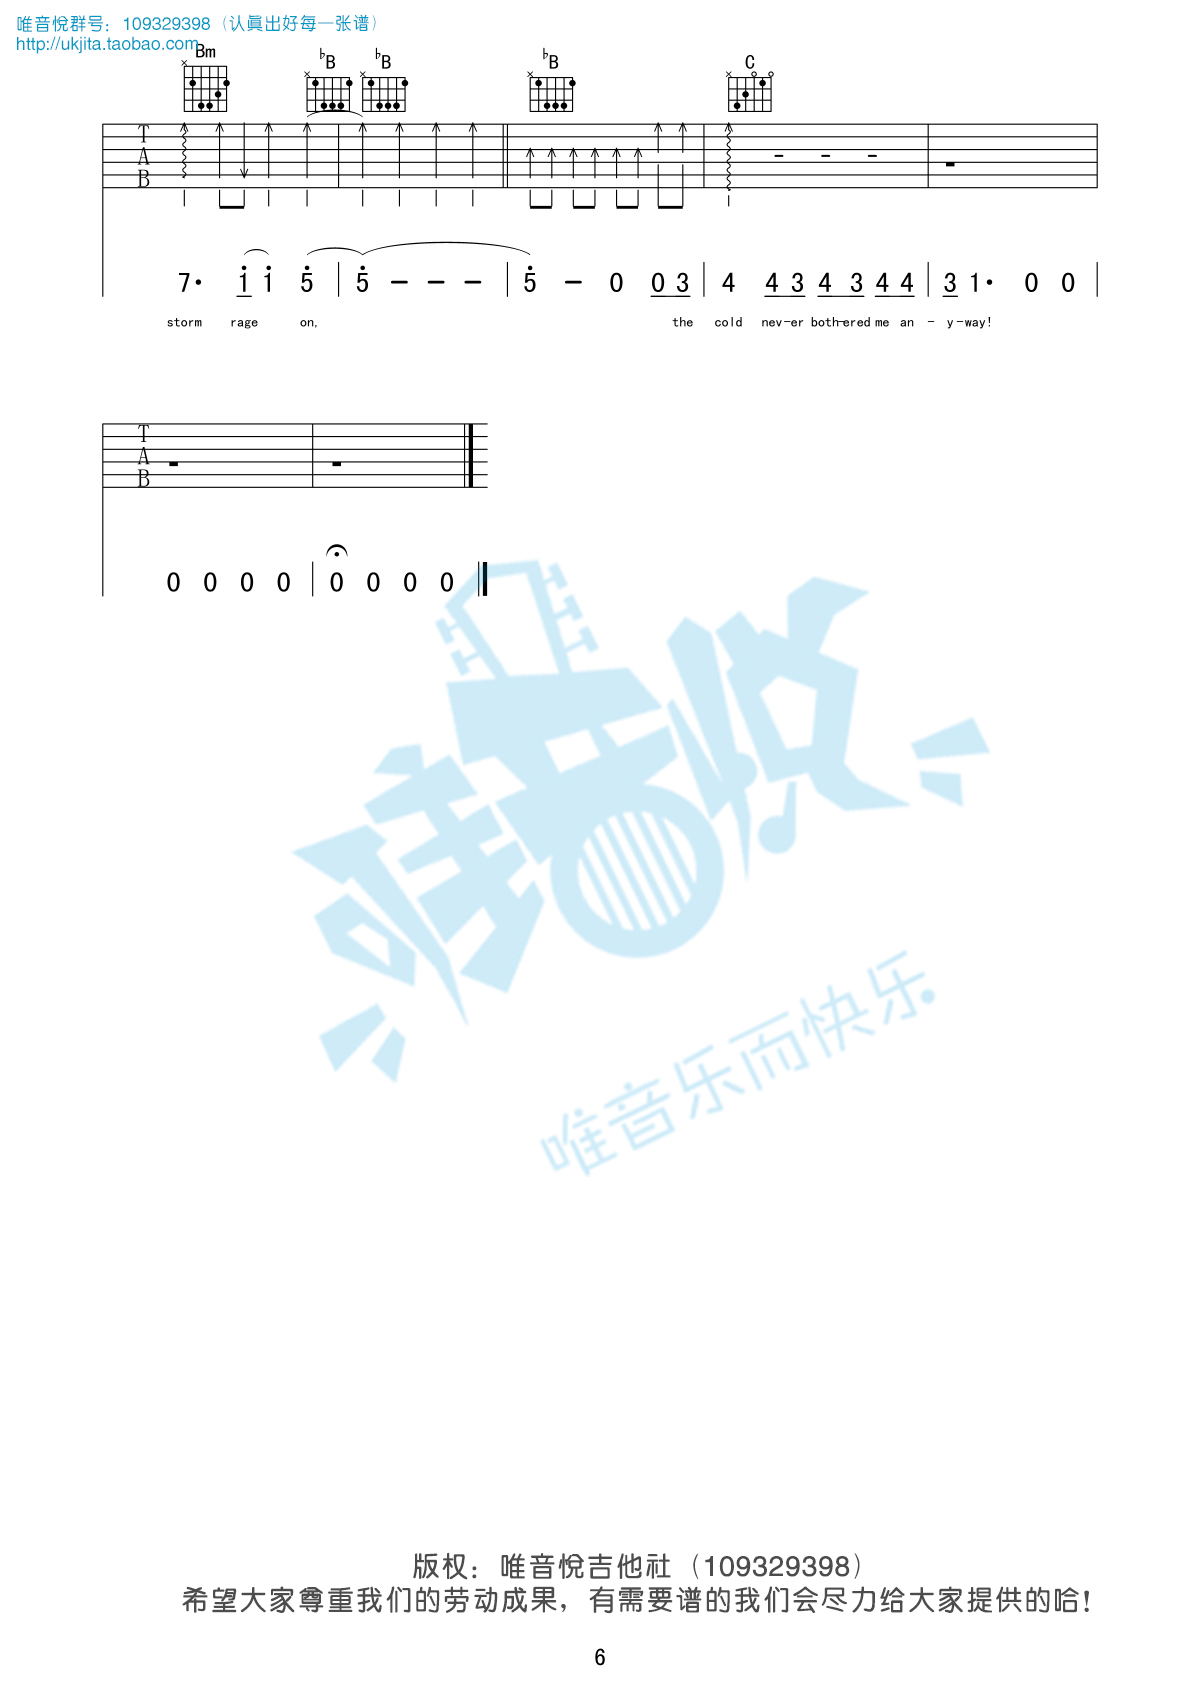 唯音悦群号：109329398（认真出好每一张谱）
http://ukjita.taobao.com
Bm ♭B ♭B ♭B C
T
A
B
7· 1 1 5 | 5 - - - | 5 - 0 0 3 | 4 4 3 4 3 4 4 | 3 1· 0 0 |
storm rage on, the cold nev-er both-ered me an - y-way!
T
A
B
0 0 0 0 | 0 0 0 0
唯音悦
唯音乐而快乐
版权：唯音悦吉他社（109329398）
希望大家尊重我们的劳动成果，有需要谱的我们会尽力给大家提供的哈！
6